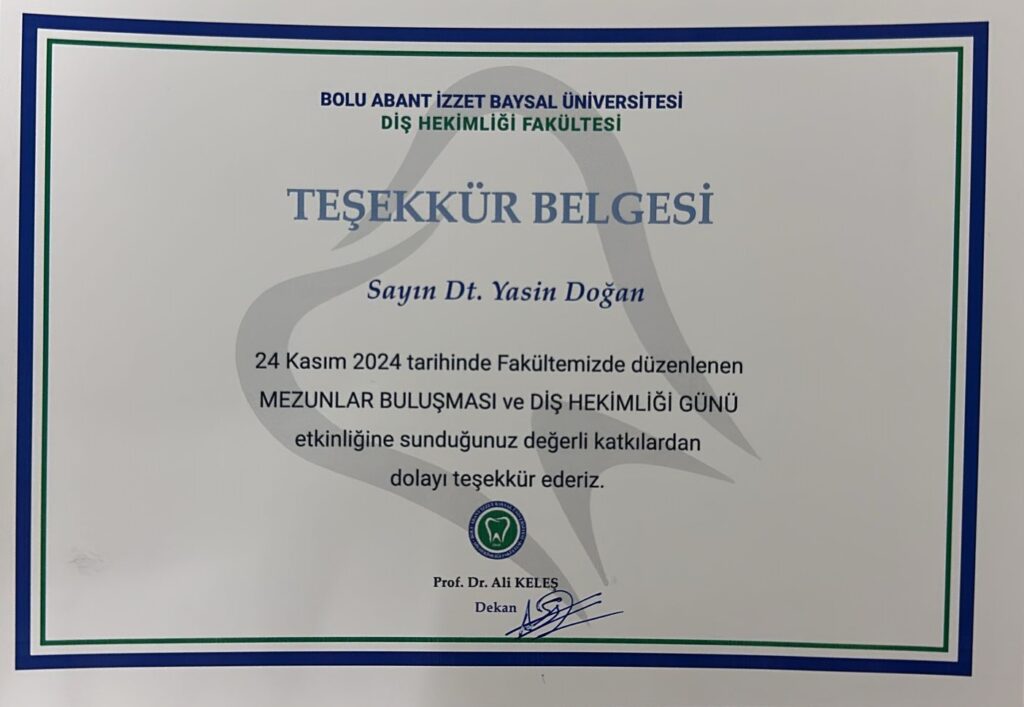 BOLU ABANT İZZET BAYSAL ÜNİVERSİTESİ
DİŞ HEKİMLİĞİ FAKÜLTESİ
TEŞEKKÜR BELGESİ
Sayın Dt. Yasin Doğan
24 Kasım 2024 tarihinde Fakültemizde düzenlenen
MEZUNLAR BULUŞMASI ve DİŞ HEKİMLİĞİ GÜNÜ
etkinliğine sunduğunuz değerli katkılardan
dolayı teşekkür ederiz.
Prof. Dr. Ali KELEŞ
Dekan